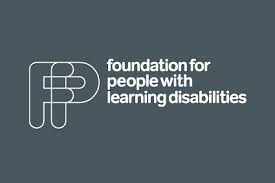 foundation for
people with
learning disabilities